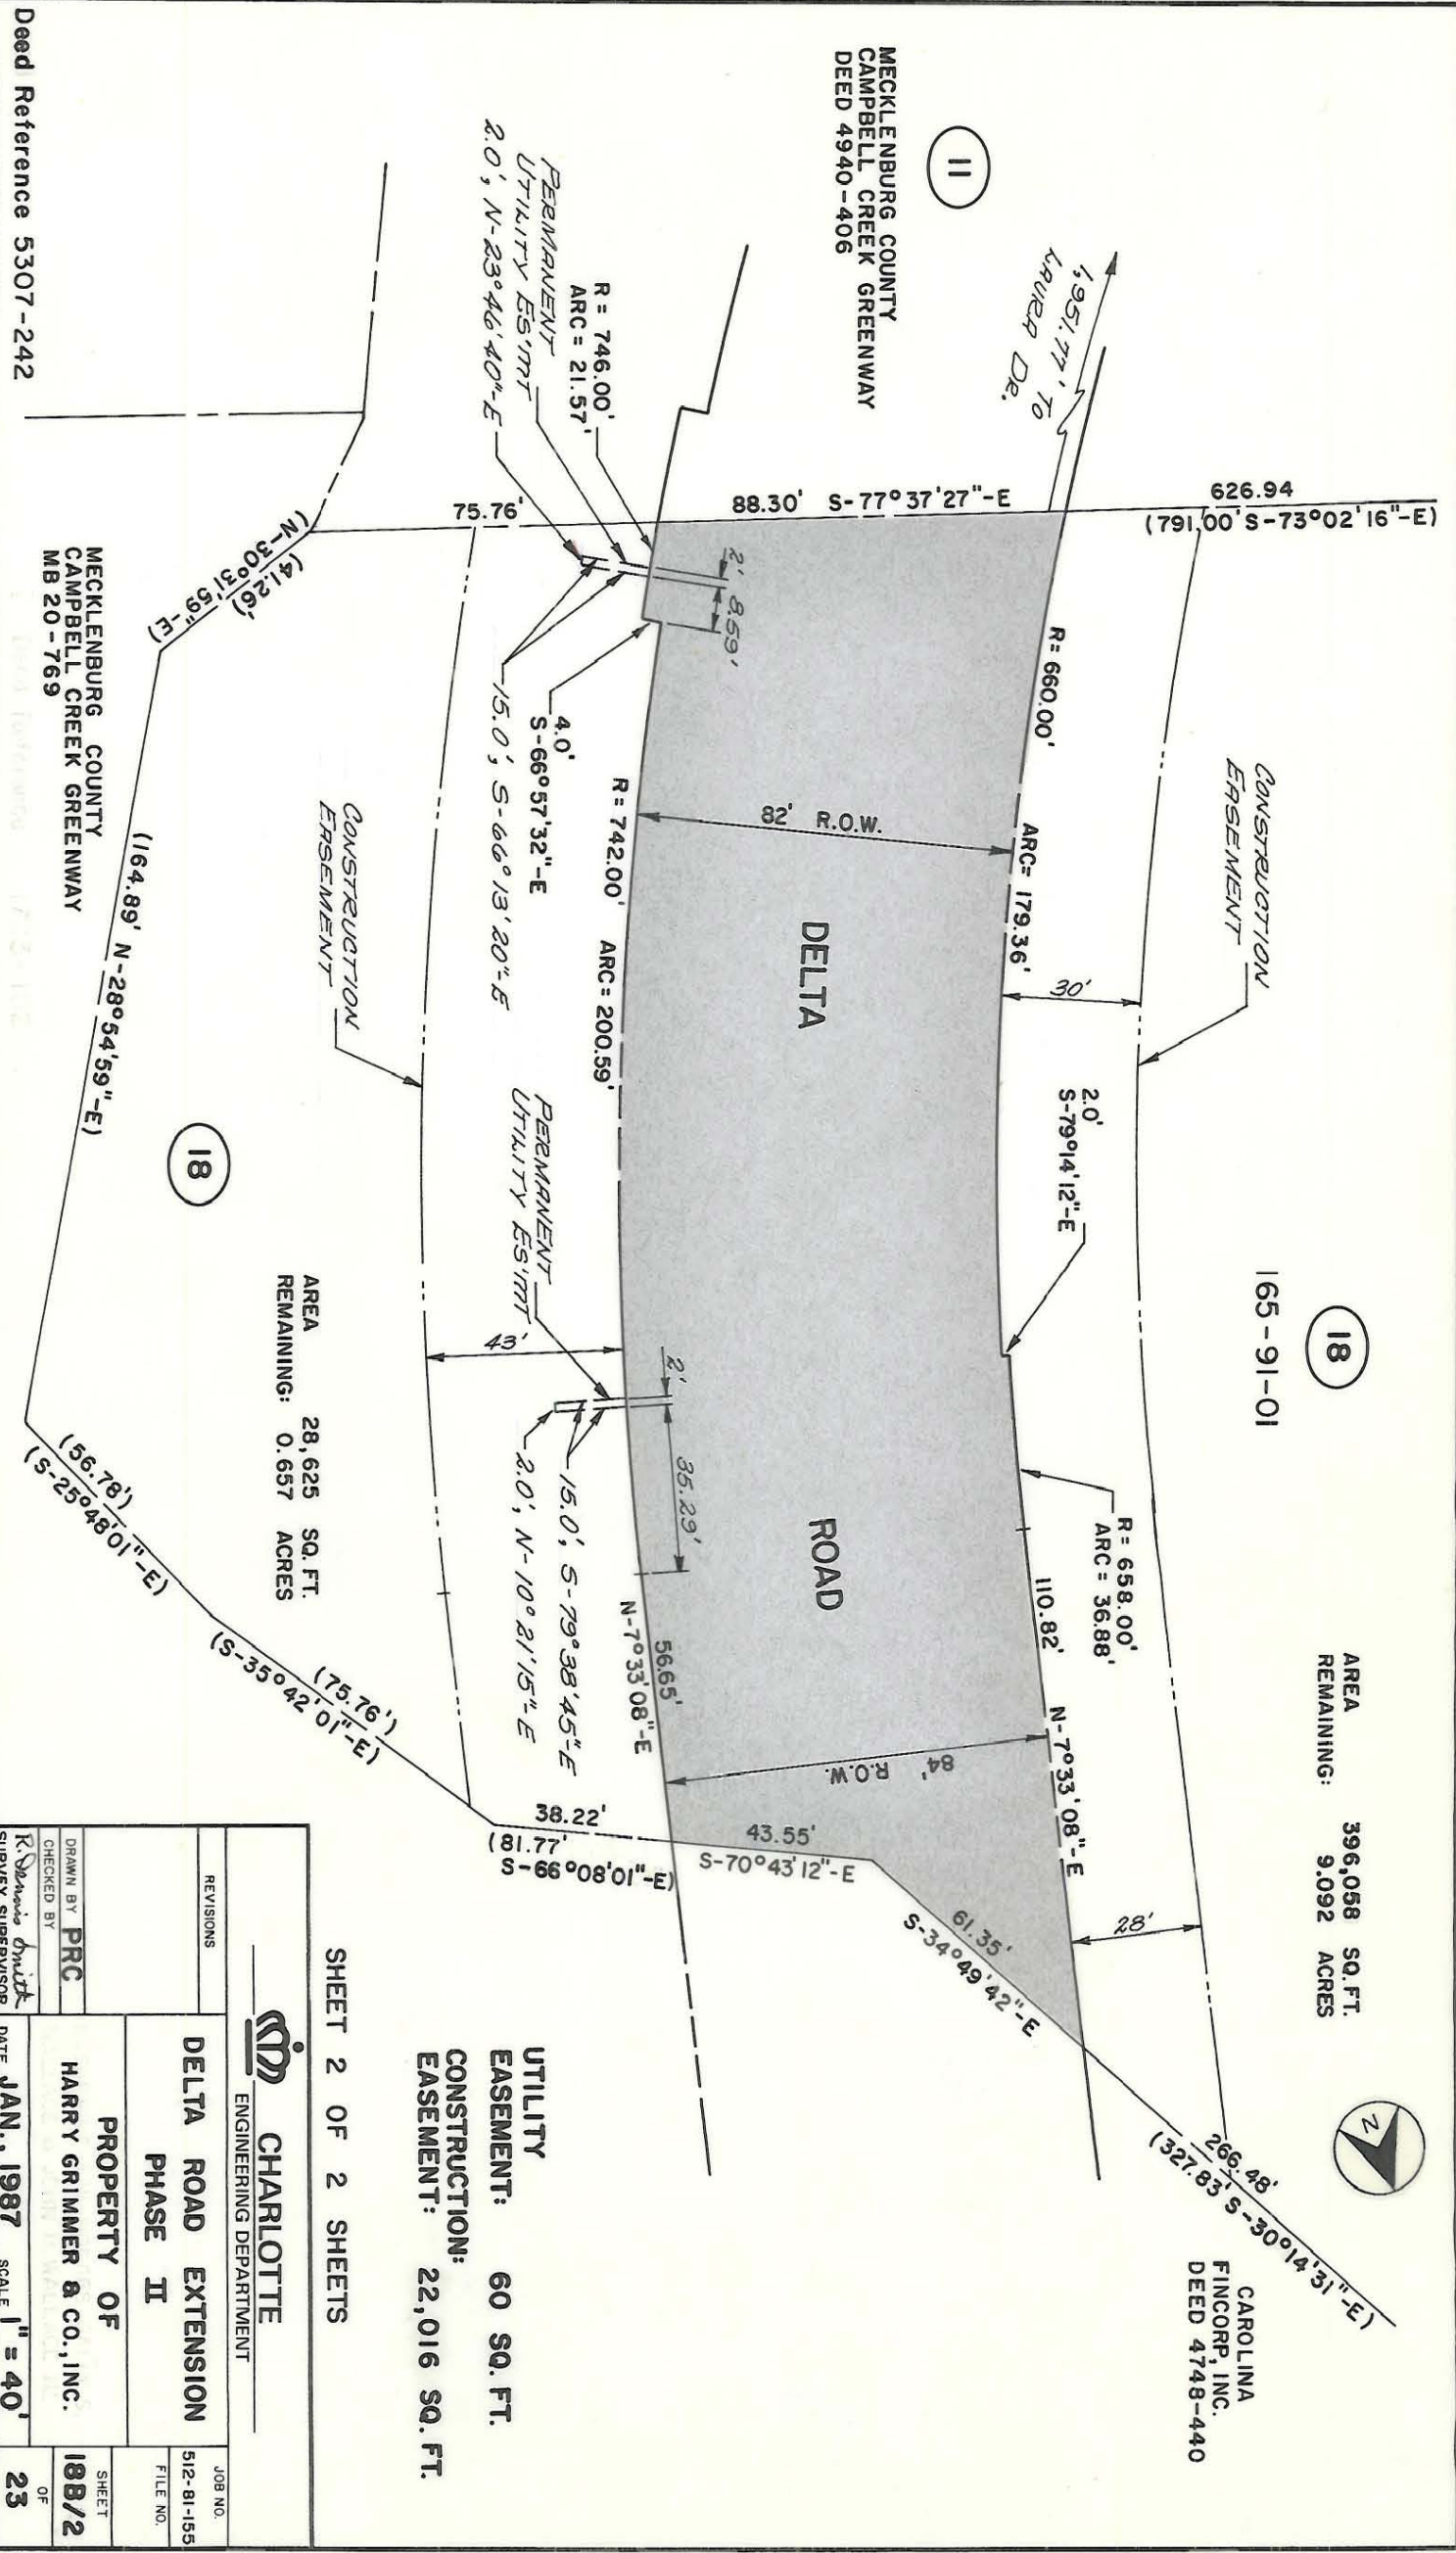 MECKLENBURG COUNTY
CAMPBELL CREEK GREENWAY
DEED 4940-406
11
1,951.77' TO
LAURA DR.
626.94
(791.00' S-73°02'16"-E)
88.30' S-77°37'27"-E
75.76'
PERMANENT
UTILITY ES'MT
2.0', N-23°46'40"-E
R = 746.00'
ARC = 21.57'
2'
8.59'
4.0'
S-66°57'32"-E
15.0', S-66°13'20"-E
R= 660.00'
ARC= 179.36'
CONSTRUCTION
EASEMENT
30'
2.0'
S-79°14'12"-E
18
165-91-01
AREA 396,058 SQ. FT.
REMAINING: 9.092 ACRES
N
R = 658.00'
ARC = 36.88'
110.82' N-7°33'08"-E
28'
82' R.O.W.
DELTA ROAD
84' R.O.W.
R = 742.00' ARC = 200.59'
PERMANENT
UTILITY ES'MT
2'
35.29'
15.0', S-79°38'45"-E
2.0', N-10°21'15"-E
56.65'
N-7°33'08"-E
43'
CONSTRUCTION
EASEMENT
43.55'
S-70°43'12"-E
61.35'
S-34°49'42"-E
266.48'
(327.83' S-30°14'31"-E)
CAROLINA
FINCORP, INC.
DEED 4748-440
38.22'
(81.77'
S-66°08'01"-E)
(75.76')
(S-35°42'01"-E)
(56.78')
(S-25°48'01"-E)
(164.89' N-28°54'59"-E)
(41.26'
(N-30°31'59"-E)
MECKLENBURG COUNTY
CAMPBELL CREEK GREENWAY
MB 20-769
18
AREA 28,625 SQ. FT.
REMAINING: 0.657 ACRES
UTILITY
EASEMENT: 60 SQ. FT.
CONSTRUCTION:
EASEMENT: 22,016 SQ. FT.
SHEET 2 OF 2 SHEETS
CHARLOTTE
ENGINEERING DEPARTMENT
REVISIONS
DELTA ROAD EXTENSION
PHASE II
JOB NO.
512-81-155
FILE NO.
PROPERTY OF
HARRY GRIMMER & CO., INC.
SHEET
18B/2
OF
23
DRAWN BY PRC
CHECKED BY
R. Dennis Smith
SURVEY SUPERVISOR
DATE JAN., 1987 SCALE 1" = 40'
Deed Reference 5307-242